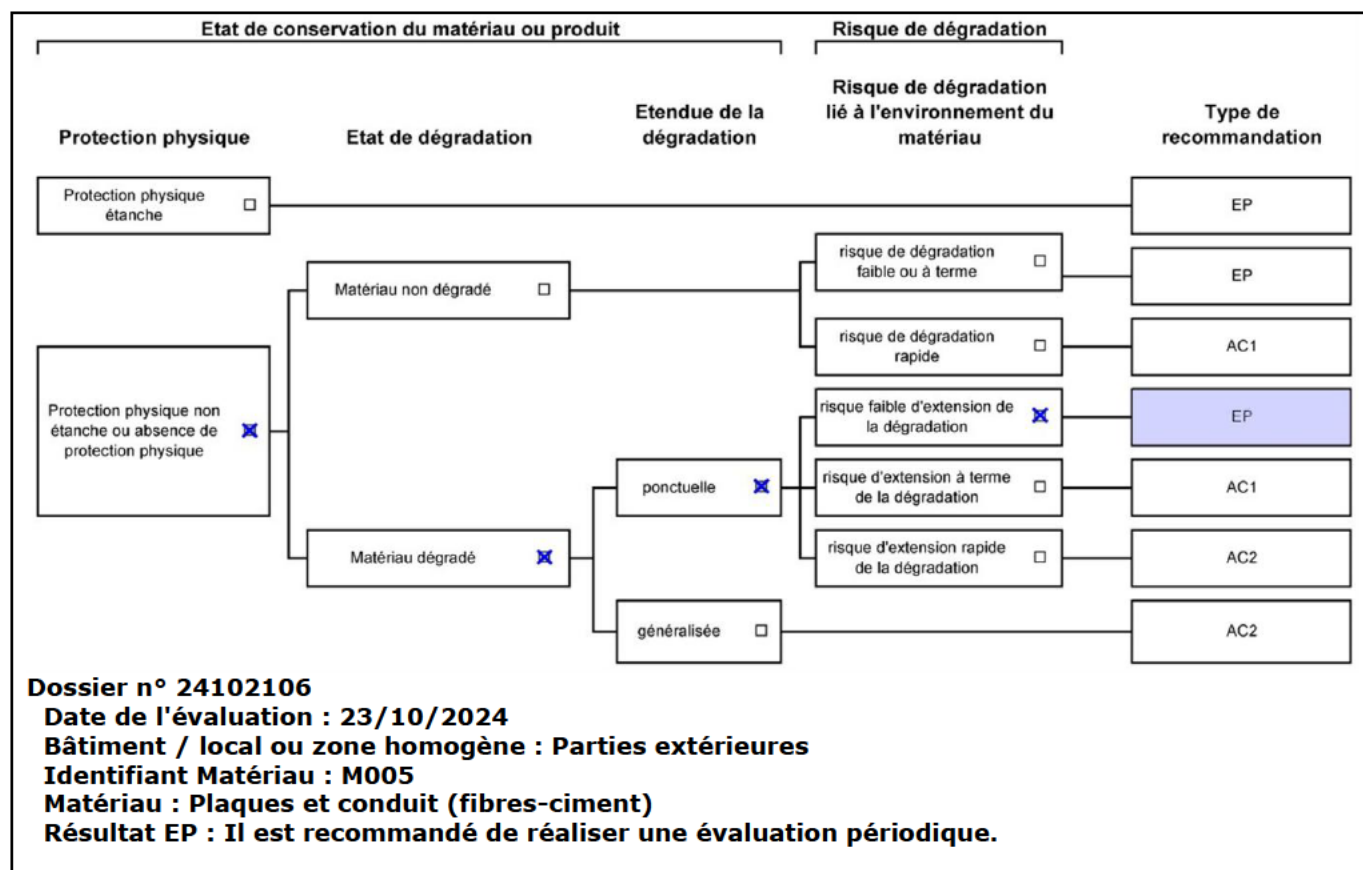 Etat de conservation du matériau ou produit
Risque de dégradation
Protection physique
Etat de dégradation
Etendue de la
dégradation
Risque de dégradation
lié à l'environnement du
matériau
Type de
recommandation
Protection physique
étanche
EP
risque de dégradation
faible ou à terme
EP
Matériau non dégradé
risque de dégradation
rapide
AC1
Protection physique non
étanche ou absence de
protection physique
risque faible d'extension de
la dégradation
EP
ponctuelle
risque d'extension à terme
de la dégradation
AC1
Matériau dégradé
risque d'extension rapide
de la dégradation
AC2
généralisée
AC2
Dossier n° 24102106
Date de l'évaluation : 23/10/2024
Bâtiment / local ou zone homogène : Parties extérieures
Identifiant Matériau : M005
Matériau : Plaques et conduit (fibres-ciment)
Résultat EP : Il est recommandé de réaliser une évaluation périodique.